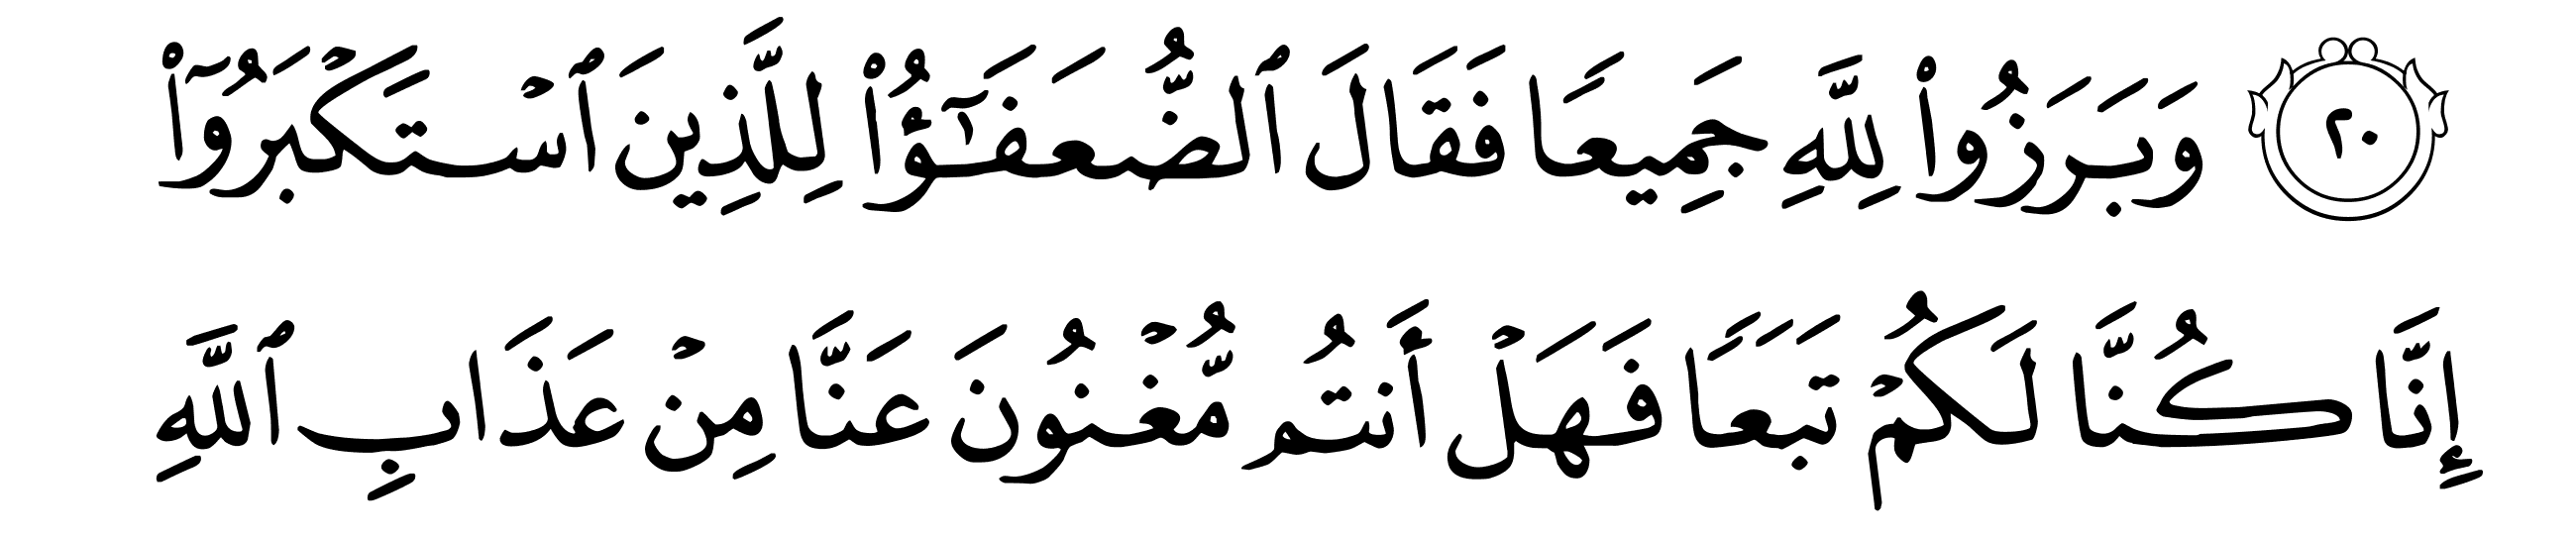 ٢٠ وَبَرَزُوا۟ لِلَّهِ جَمِيعًا فَقَالَ ٱلضُّعَفَـٰٓؤُا۟ لِلَّذِينَ ٱسْتَكْبَرُوٓا۟
إِنَّا كُنَّا لَكُمْ تَبَعًا فَهَلْ أَنتُم مُّغْنُونَ عَنَّا مِنْ عَذَابِ ٱللَّهِ